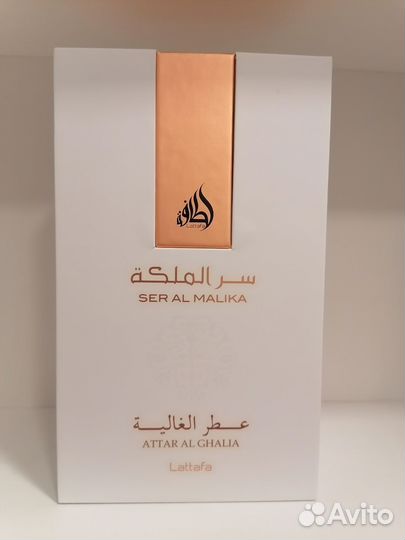 لطافة
Lattafa
سر الملكة
SER AL MALIKA
عطر الغالية
ATTAR AL GHALIA
Lattafa
Avito